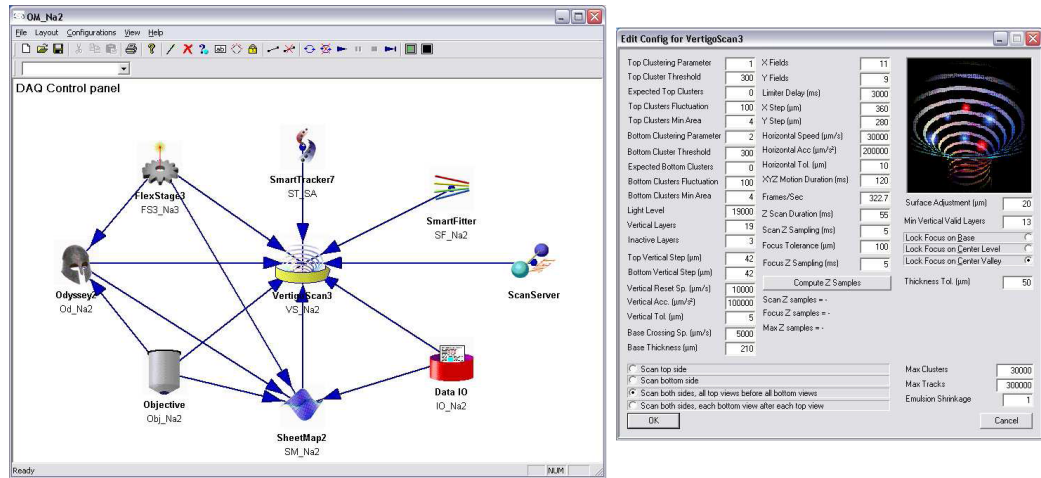 OM_Na2
File Layout Configurations View Help
DAQ Control panel
SmartTracker7
ST_SA
FlexStage3
FS3_Na3
SmartFitter
SF_Na2
Odyssey2
Od_Na2
VertigoScan3
VS_Na2
ScanServer
Objective
Obj_Na2
Data IO
IO_Na2
SheetMap2
SM_Na2
Ready
NUM
Edit Config for VertigoScan3
Top Clustering Parameter 1
Top Cluster Threshold 300
Expected Top Clusters 0
Top Clusters Fluctuation 100
Top Clusters Min Area 4
Bottom Clustering Parameter 2
Bottom Cluster Threshold 300
Expected Bottom Clusters 0
Bottom Clusters Fluctuation 100
Bottom Clusters Min Area 4
Light Level 19000
Vertical Layers 19
Inactive Layers 3
Top Vertical Step (µm) 42
Bottom Vertical Step (µm) 42
Vertical Reset Sp. (µm/s) 10000
Vertical Acc. (µm/s²) 100000
Vertical Tol. (µm) 5
Base Crossing Sp. (µm/s) 5000
Base Thickness (µm) 210
X Fields 11
Y Fields 9
Limiter Delay (ms) 3000
X Step (µm) 360
Y Step (µm) 280
Horizontal Speed (µm/s) 30000
Horizontal Acc (µm/s²) 200000
Horizontal Tol. (µm) 10
XYZ Motion Duration (ms) 120
Frames/Sec 322.7
Z Scan Duration (ms) 55
Scan Z Sampling (ms) 5
Focus Tolerance (µm) 100
Focus Z Sampling (ms) 5
Compute Z Samples
Scan Z samples = -
Focus Z samples = -
Max Z samples = -
Surface Adjustment (µm) 20
Min Vertical Valid Layers 13
Lock Focus on Base
Lock Focus on Center Level
Lock Focus on Center Valley
Thickness Tol. (µm) 50
Scan top side
Scan bottom side
Scan both sides, all top views before all bottom views
Scan both sides, each bottom view after each top view
Max Clusters 30000
Max Tracks 300000
Emulsion Shrinkage 1
OK
Cancel